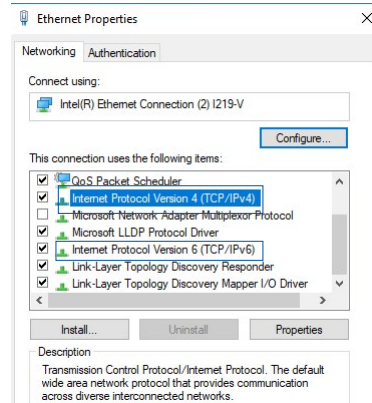 Ethernet Properties
Networking Authentication
Connect using:
Intel(R) Ethernet Connection (2) I219-V
Configure...
This connection uses the following items:
QoS Packet Scheduler
Internet Protocol Version 4 (TCP/IPv4)
Microsoft Network Adapter Multiplexor Protocol
Microsoft LLDP Protocol Driver
Internet Protocol Version 6 (TCP/IPv6)
Link-Layer Topology Discovery Responder
Link-Layer Topology Discovery Mapper I/O Driver
Install... Uninstall Properties
Description
Transmission Control Protocol/Internet Protocol. The default
wide area network protocol that provides communication
across diverse interconnected networks.